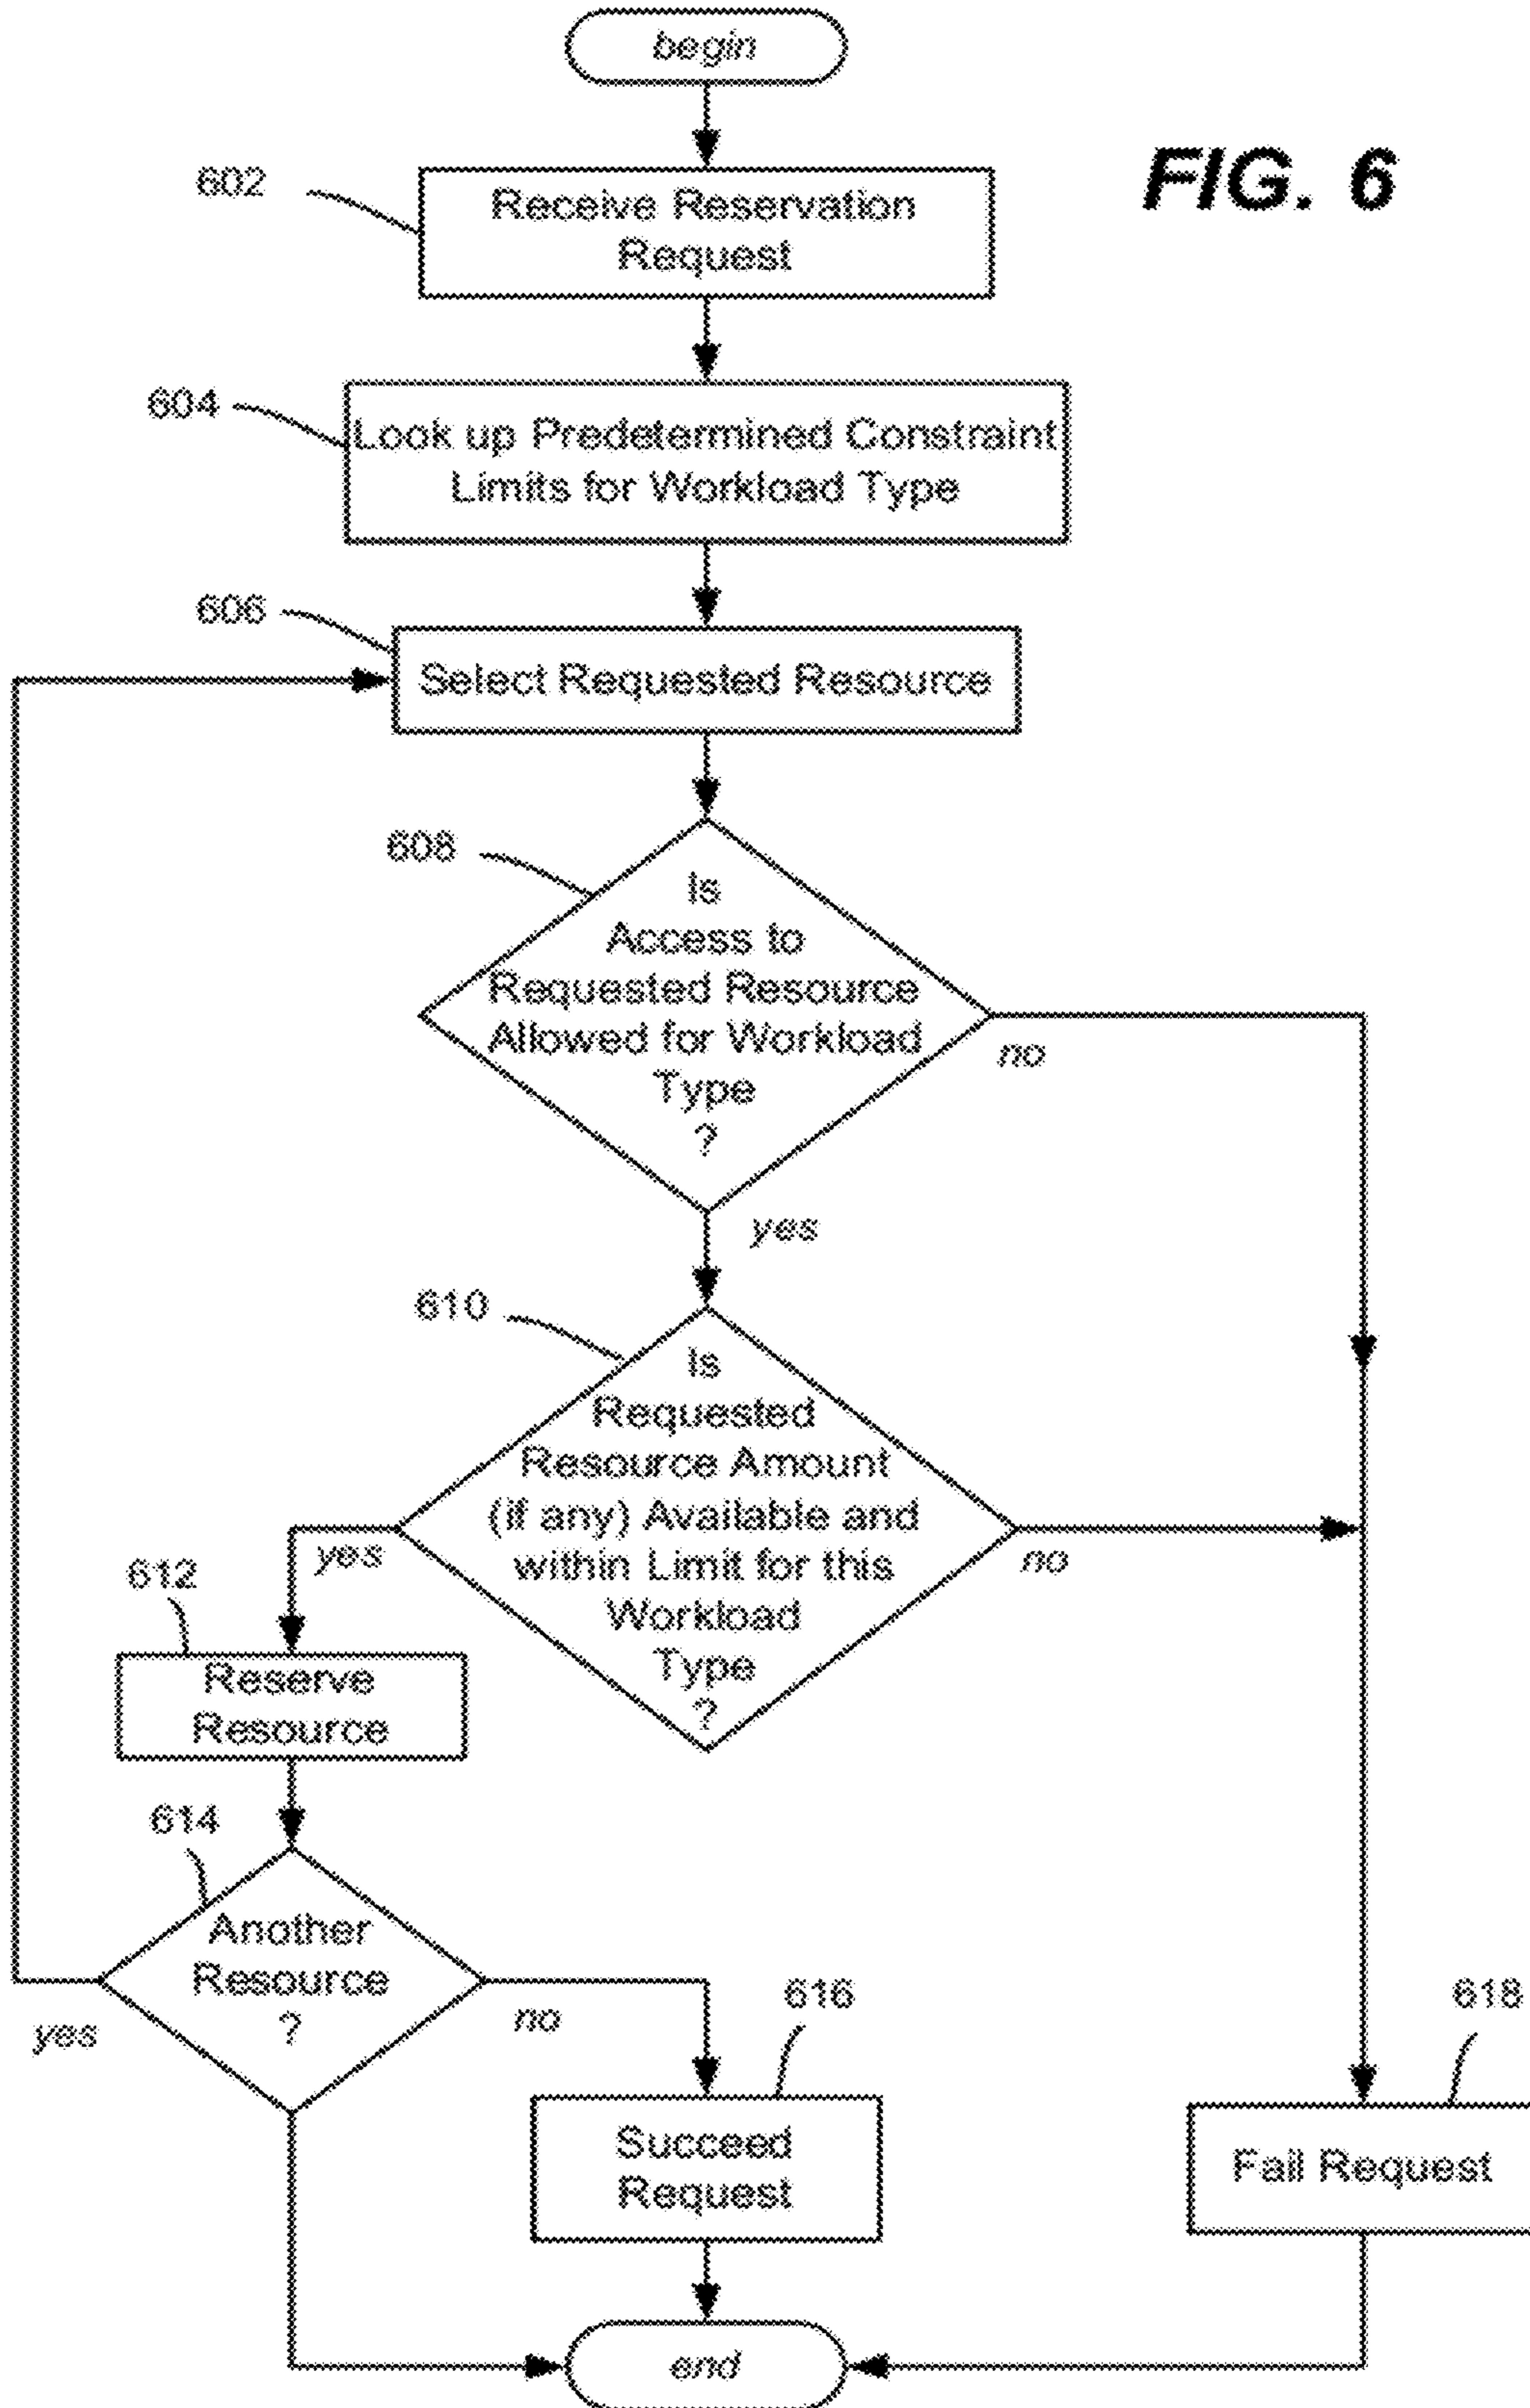 begin
FIG. 6
602
Receive Reservation
Request
604
Look up Predetermined Constraint
Limits for Workload Type
606
Select Requested Resource
608
Is
Access to
Requested Resource
Allowed for Workload
Type
?
no
yes
610
Is
Requested
Resource Amount
(if any) Available and
within Limit for this
Workload
Type
?
yes
no
612
Reserve
Resource
614
Another
Resource
?
yes
no
616
Succeed
Request
618
Fail Request
end